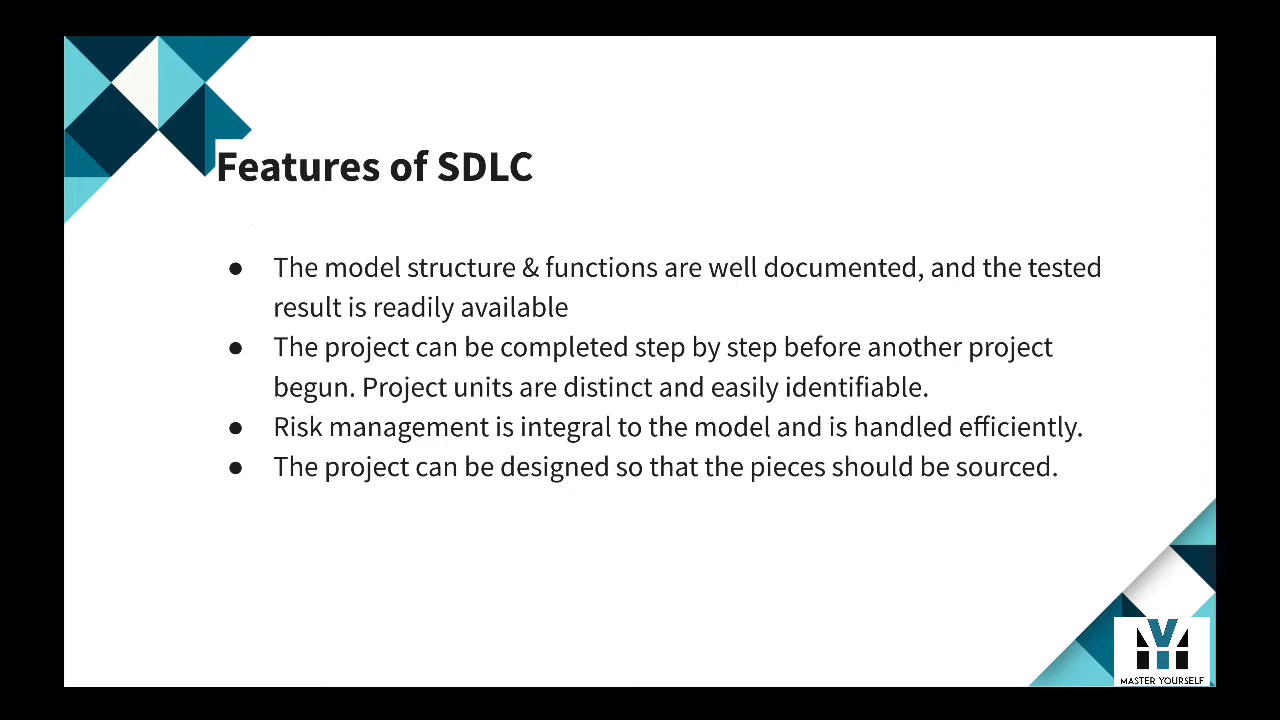 Features of SDLC
● The model structure & functions are well documented, and the tested
result is readily available
● The project can be completed step by step before another project
begun. Project units are distinct and easily identifiable.
● Risk management is integral to the model and is handled efficiently.
● The project can be designed so that the pieces should be sourced.
MASTER YOURSELF